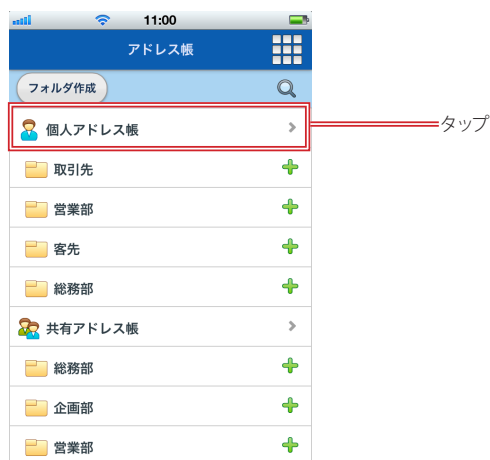 11:00
アドレス帳
フォルダ作成
個人アドレス帳
タップ
取引先
営業部
客先
総務部
共有アドレス帳
総務部
企画部
営業部